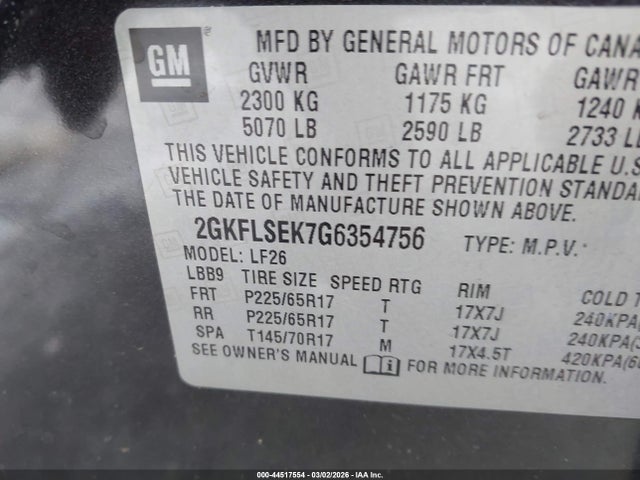 GM
MFD BY GENERAL MOTORS OF CANA
GVWR GAWR FRT GAWR
2300 KG 1175 KG 1240 K
5070 LB 2590 LB 2733 LB
THIS VEHICLE CONFORMS TO ALL APPLICABLE U.S.
VEHICLE SAFETY AND THEFT PREVENTION STANDA
THE DATE OF MANUFACTURE SHOWN ABOVE.
2GKFLSEK7G6354756 TYPE: M.P.V.
MODEL: LF26
LBB9 TIRE SIZE SPEED RTG RIM COLD T
FRT P225/65R17 T 17X7J 240KPA(
RR P225/65R17 T 17X7J 240KPA(
SPA T145/70R17 M 17X4.5T 420KPA(6
SEE OWNER'S MANUAL FOR MORE INFORMATION.
000-44517554 | 03/02/2026 | IAA Inc.